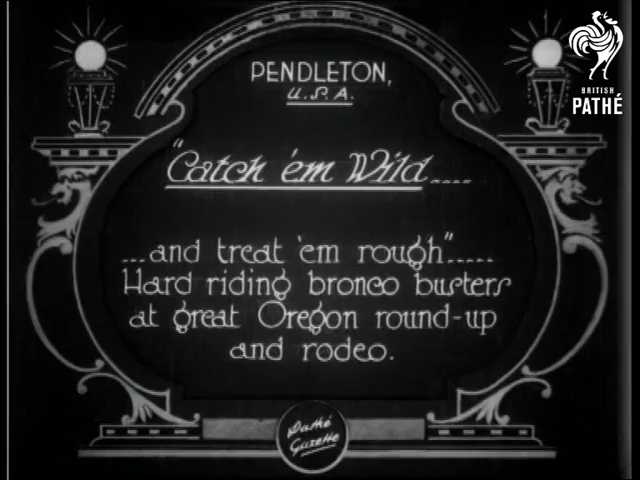 PENDLETON,
U.S.A.
"Catch 'em Wild....
...and treat 'em rough".....
Hard riding bronco busters
at great Oregon round-up
and rodeo.
Pathé
Gazette
BRITISH
PATHÉ